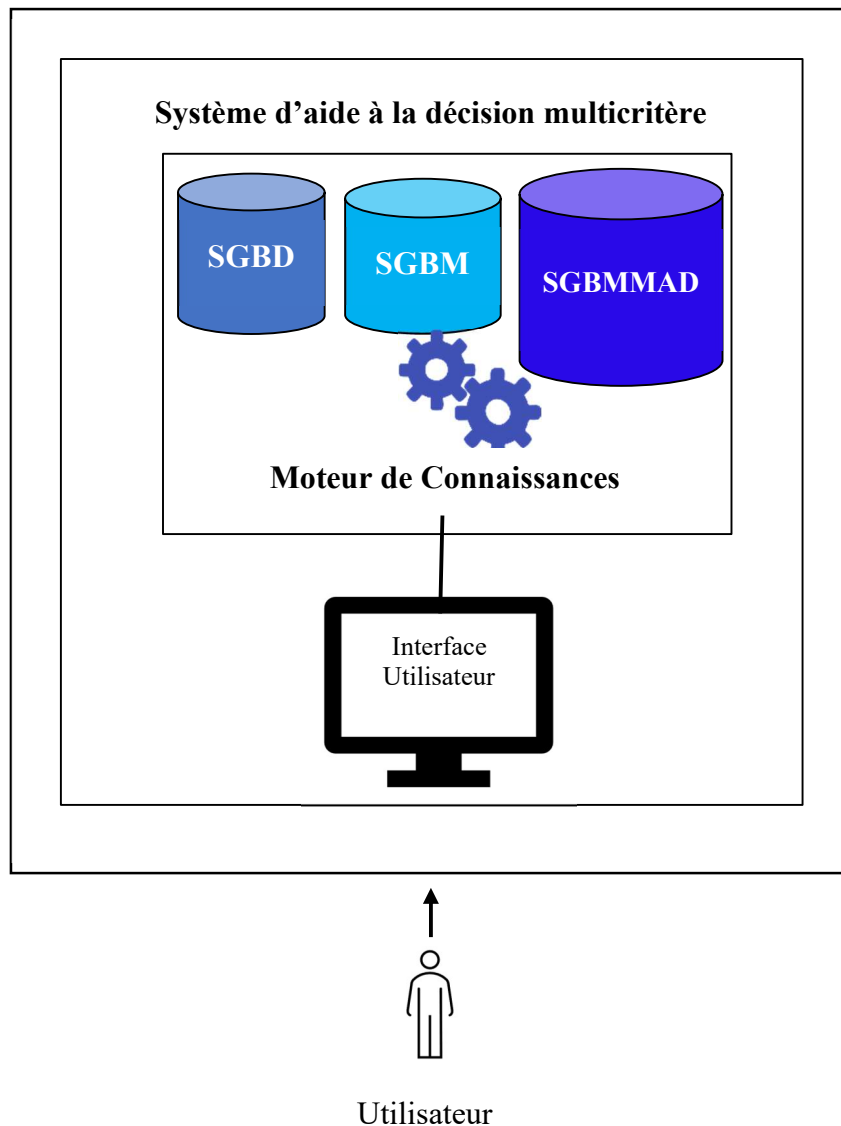 Système d’aide à la décision multicritère
SGBD
SGBM
SGBMMAD
Moteur de Connaissances
Interface
Utilisateur
Utilisateur